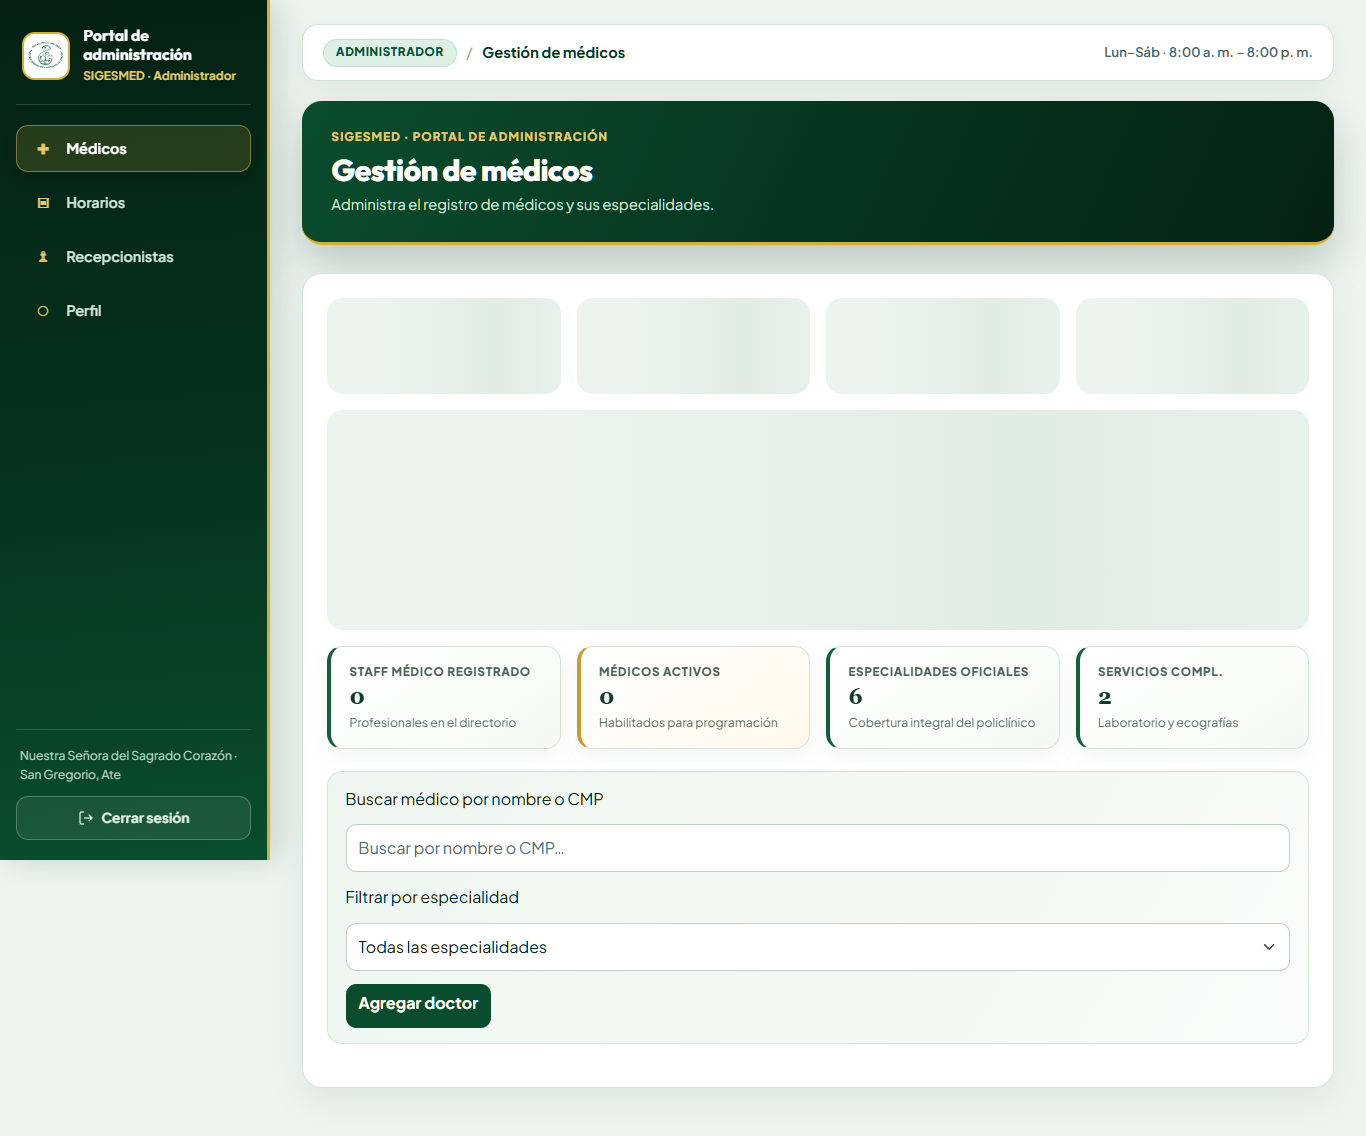 Portal de
administración
SIGESMED · Administrador
Médicos
Horarios
Recepcionistas
Perfil
Nuestra Señora del Sagrado Corazón ·
San Gregorio, Ate
Cerrar sesión
ADMINISTRADOR / Gestión de médicos
Lun–Sáb · 8:00 a. m. – 8:00 p. m.
SIGESMED · PORTAL DE ADMINISTRACIÓN
Gestión de médicos
Administra el registro de médicos y sus especialidades.
STAFF MÉDICO REGISTRADO
0
Profesionales en el directorio
MÉDICOS ACTIVOS
0
Habilitados para programación
ESPECIALIDADES OFICIALES
6
Cobertura integral del policlínico
SERVICIOS COMPL.
2
Laboratorio y ecografías
Buscar médico por nombre o CMP
Buscar por nombre o CMP...
Filtrar por especialidad
Todas las especialidades
Agregar doctor